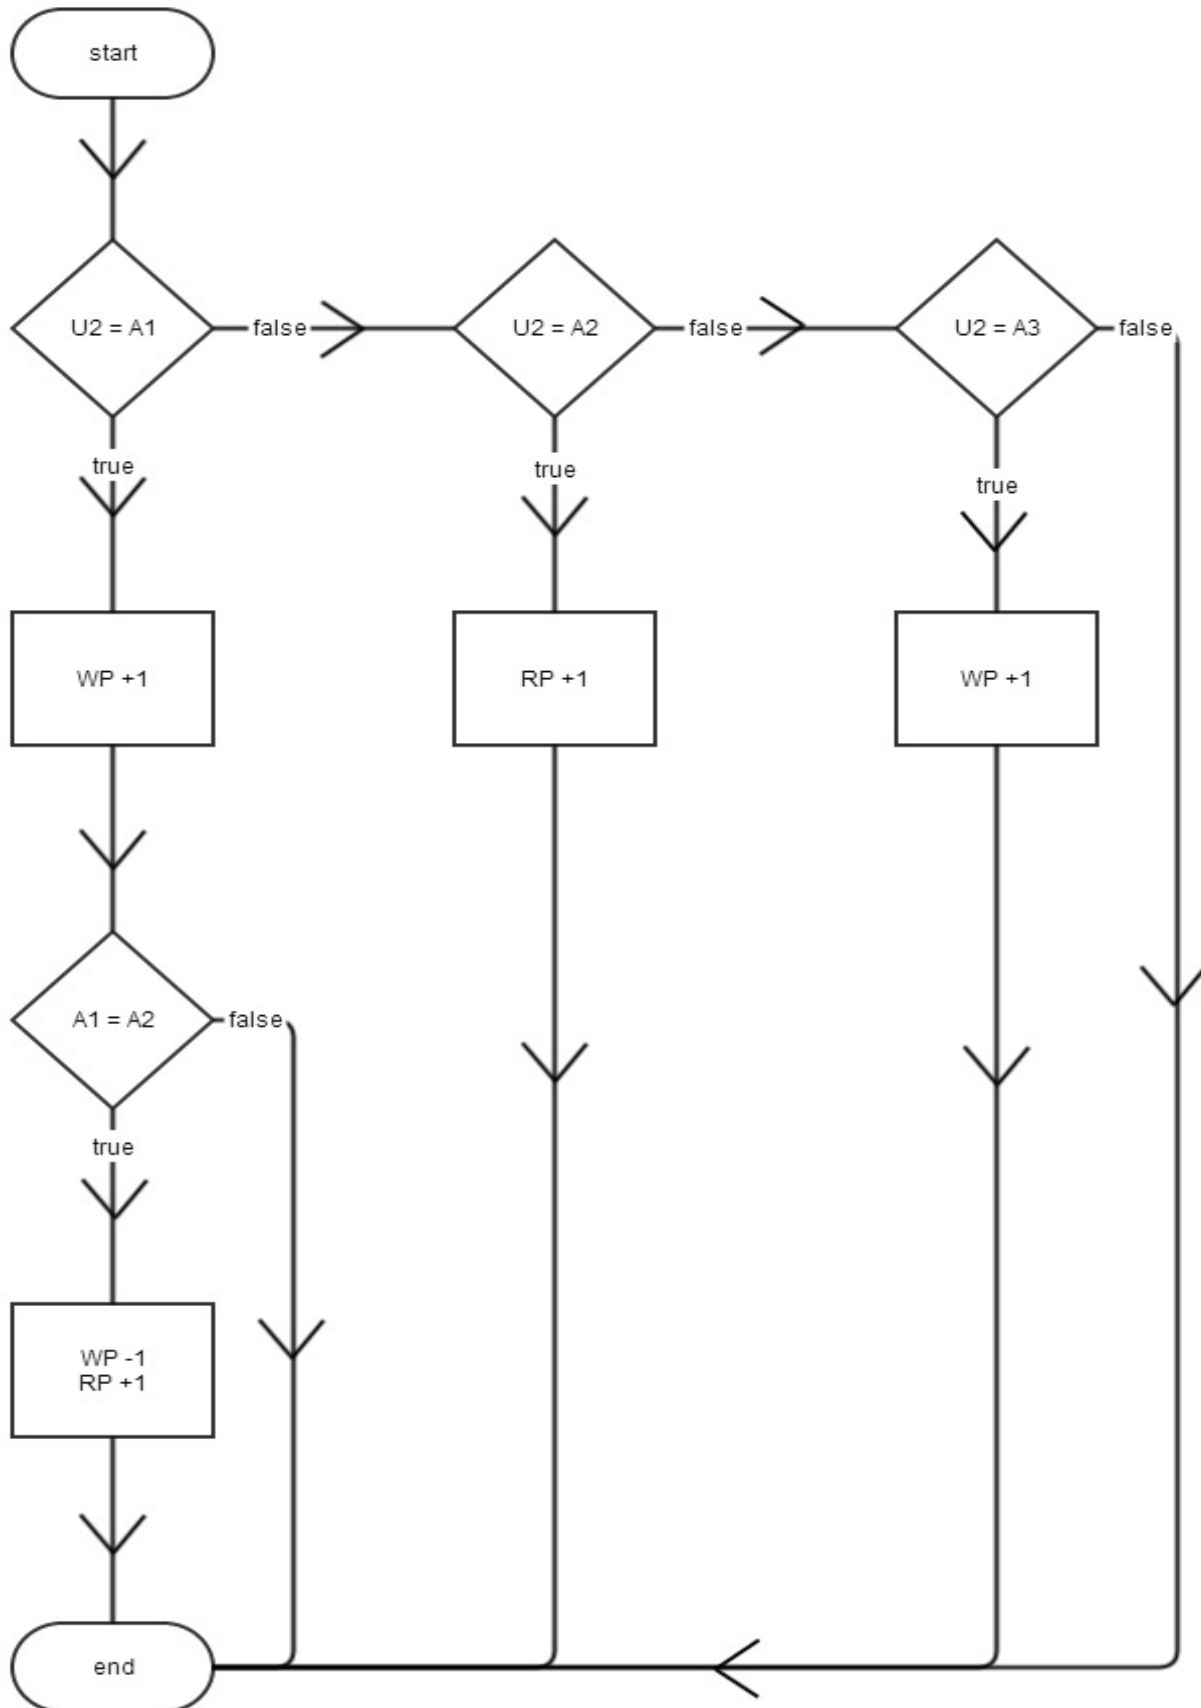 start
U2 = A1
false
U2 = A2
false
U2 = A3
false
true
true
true
WP +1
RP +1
WP +1
A1 = A2
false
true
WP -1
RP +1
end